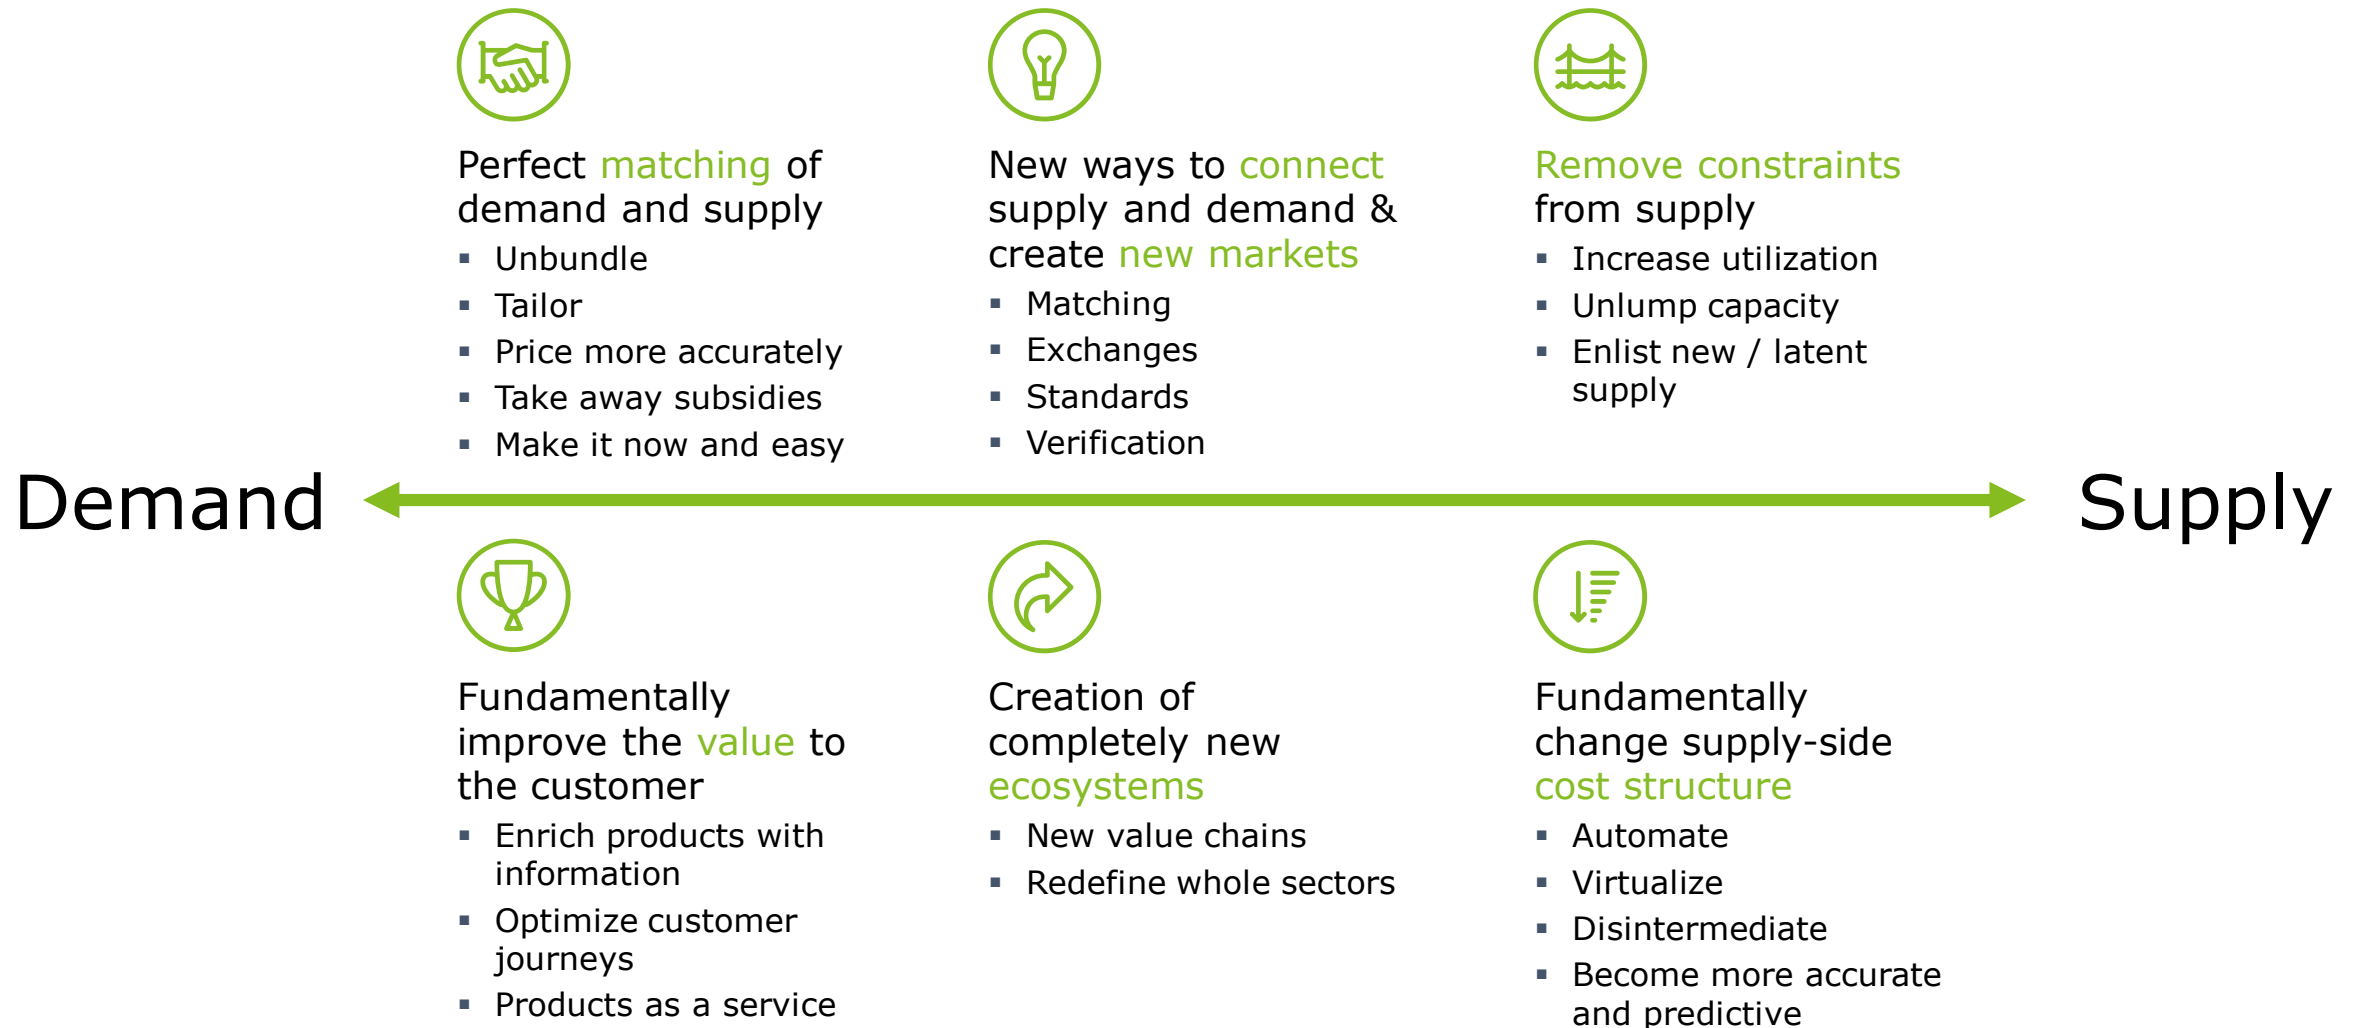 Perfect matching of
demand and supply
▪ Unbundle
▪ Tailor
▪ Price more accurately
▪ Take away subsidies
▪ Make it now and easy
New ways to connect
supply and demand &
create new markets
▪ Matching
▪ Exchanges
▪ Standards
▪ Verification
Remove constraints
from supply
▪ Increase utilization
▪ Unlump capacity
▪ Enlist new / latent
supply
Demand
Supply
Fundamentally
improve the value to
the customer
▪ Enrich products with
information
▪ Optimize customer
journeys
▪ Products as a service
Creation of
completely new
ecosystems
▪ New value chains
▪ Redefine whole sectors
Fundamentally
change supply-side
cost structure
▪ Automate
▪ Virtualize
▪ Disintermediate
▪ Become more accurate
and predictive